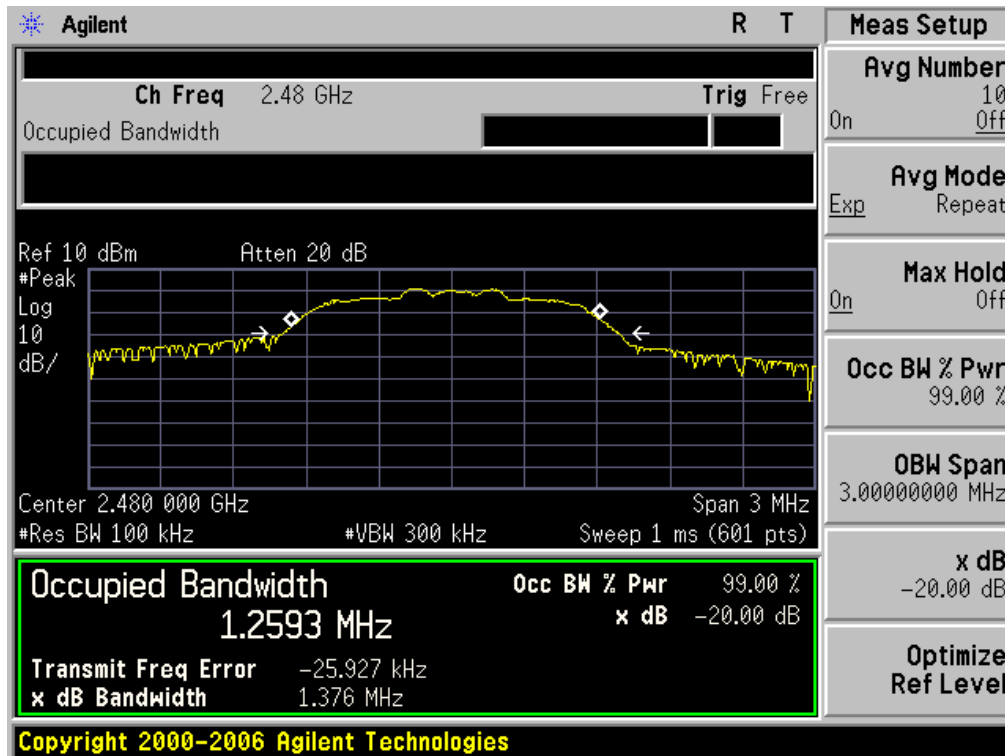 Agilent R T
Ch Freq 2.48 GHz Trig Free
Occupied Bandwidth
Ref 10 dBm Atten 20 dB
#Peak
Log
10
dB/
Center 2.480 000 GHz Span 3 MHz
#Res BW 100 kHz #VBW 300 kHz Sweep 1 ms (601 pts)
Occupied Bandwidth Occ BW % Pwr 99.00 %
1.2593 MHz x dB -20.00 dB
Transmit Freq Error -25.927 kHz
x dB Bandwidth 1.376 MHz
Copyright 2000-2006 Agilent Technologies
Meas Setup
Avg Number
10
On Off
Avg Mode
Exp Repeat
Max Hold
On Off
Occ BW % Pwr
99.00 %
OBW Span
3.00000000 MHz
x dB
-20.00 dB
Optimize
Ref Level